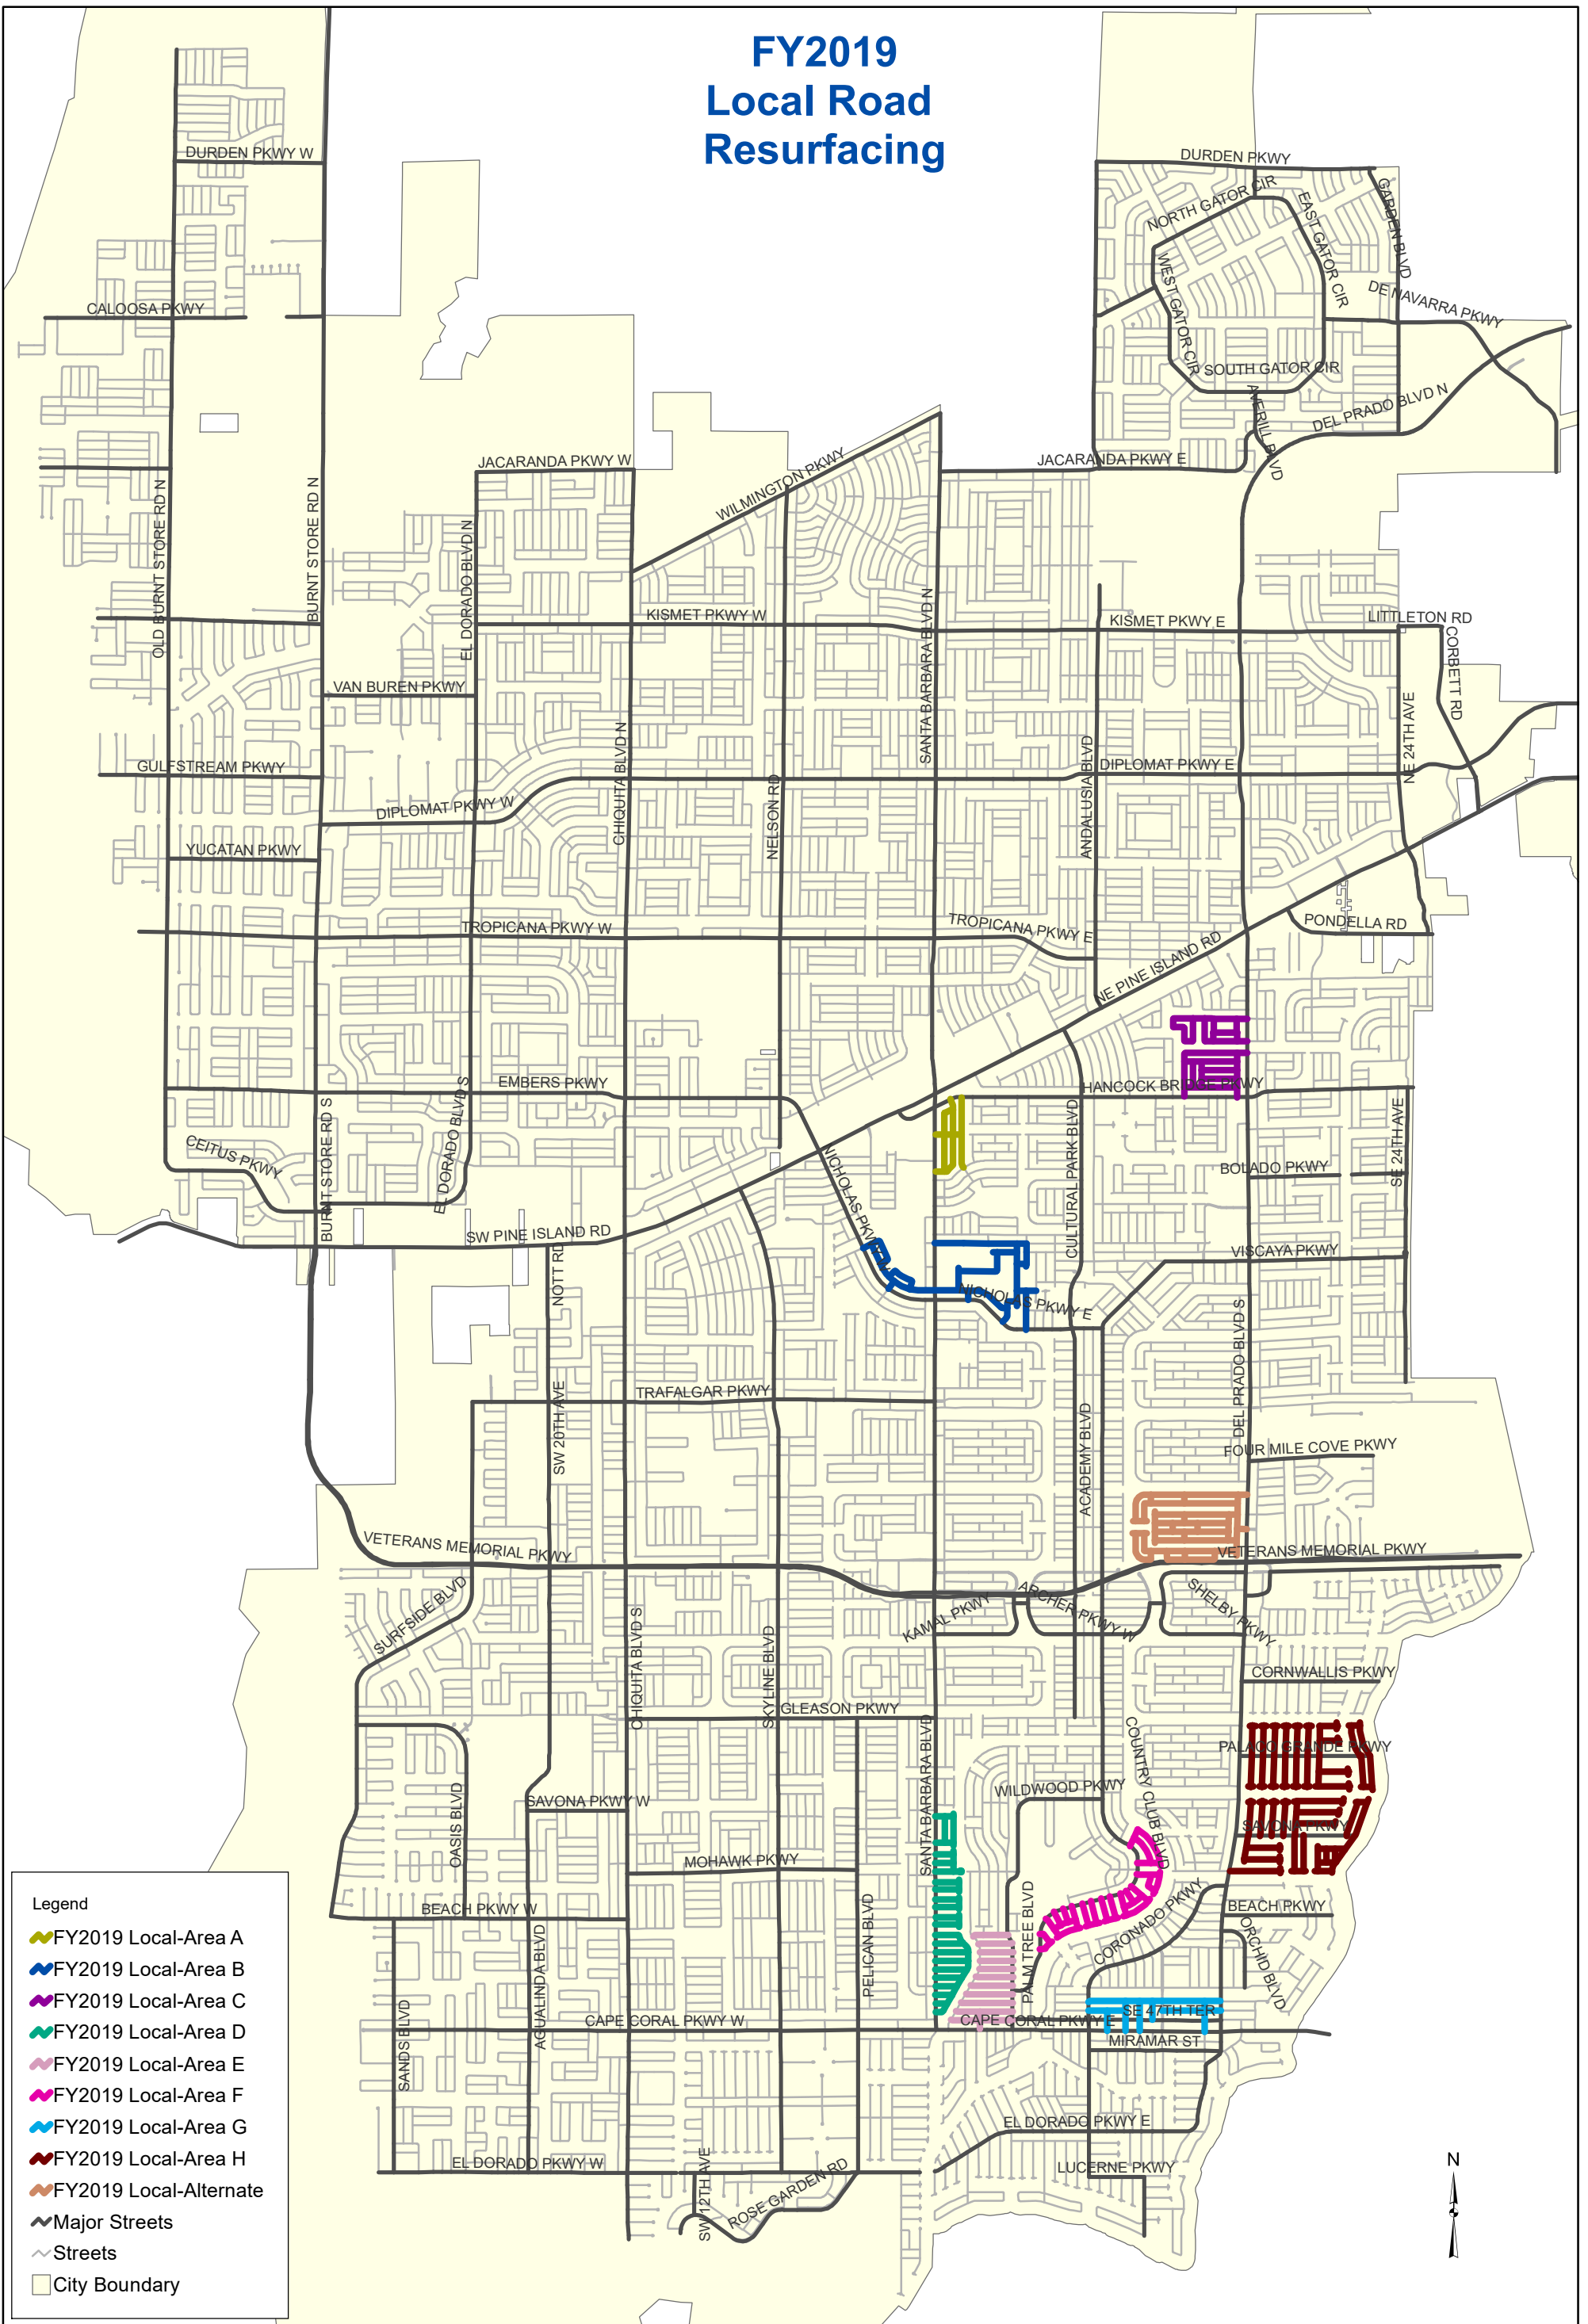 FY2019
Local Road
Resurfacing
DURDEN PKWY W
DURDEN PKWY
NORTH GATOR CIR
EAST GATOR CIR
GARDEN BLVD
WEST GATOR CIR
DE NAVARRA PKWY
CALOOSA PKWY
SOUTH GATOR CIR
AVERILL BLVD
DEL PRADO BLVD N
JACARANDA PKWY W
WILMINGTON PKWY
JACARANDA PKWY E
OLD BURNT STORE RD N
BURNT STORE RD N
EL DORADO BLVD N
KISMET PKWY W
SANTA BARBARA BLVD N
KISMET PKWY E
LITTLETON RD
CORBETT RD
VAN BUREN PKWY
NE 24TH AVE
GULFSTREAM PKWY
CHIQUITA BLVD N
NELSON RD
ANDALUSIA BLVD
DIPLOMAT PKWY E
DIPLOMAT PKWY W
YUCATAN PKWY
TROPICANA PKWY W
TROPICANA PKWY E
PONDELLA RD
NE PINE ISLAND RD
EMBERS PKWY
HANCOCK BRIDGE PKWY
CEITUS PKWY
BURNT STORE RD S
EL DORADO BLVD S
CULTURAL PARK BLVD
SE 24TH AVE
BOLADO PKWY
NICHOLAS PKWY W
SW PINE ISLAND RD
VISCAYA PKWY
NOTT RD
NICHOLAS PKWY E
DEL PRADO BLVD S
TRAFALGAR PKWY
SW 20TH AVE
ACADEMY BLVD
FOUR MILE COVE PKWY
VETERANS MEMORIAL PKWY
VETERANS MEMORIAL PKWY
SURFSIDE BLVD
KAMAL PKWY
ARCHER PKWY W
SHELBY PKWY
CHIQUITA BLVD S
SKYLINE BLVD
CORNWALLIS PKWY
GLEASON PKWY
SANTA BARBARA BLVD
COUNTRY CLUB BLVD
PALACO GRANDE PKWY
WILDWOOD PKWY
OASIS BLVD
SAVONA PKWY W
SAVONA PKWY
MOHAWK PKWY
BEACH PKWY W
AGUALINDA BLVD
PELICAN BLVD
PALM TREE BLVD
CORONADO PKWY
BEACH PKWY
ORCHID BLVD
SANDS BLVD
CAPE CORAL PKWY W
CAPE CORAL PKWY E
SE 47TH TER
MIRAMAR ST
EL DORADO PKWY E
EL DORADO PKWY W
SW 12TH AVE
ROSE GARDEN RD
LUCERNE PKWY
N
Legend
FY2019 Local-Area A
FY2019 Local-Area B
FY2019 Local-Area C
FY2019 Local-Area D
FY2019 Local-Area E
FY2019 Local-Area F
FY2019 Local-Area G
FY2019 Local-Area H
FY2019 Local-Alternate
Major Streets
Streets
City Boundary